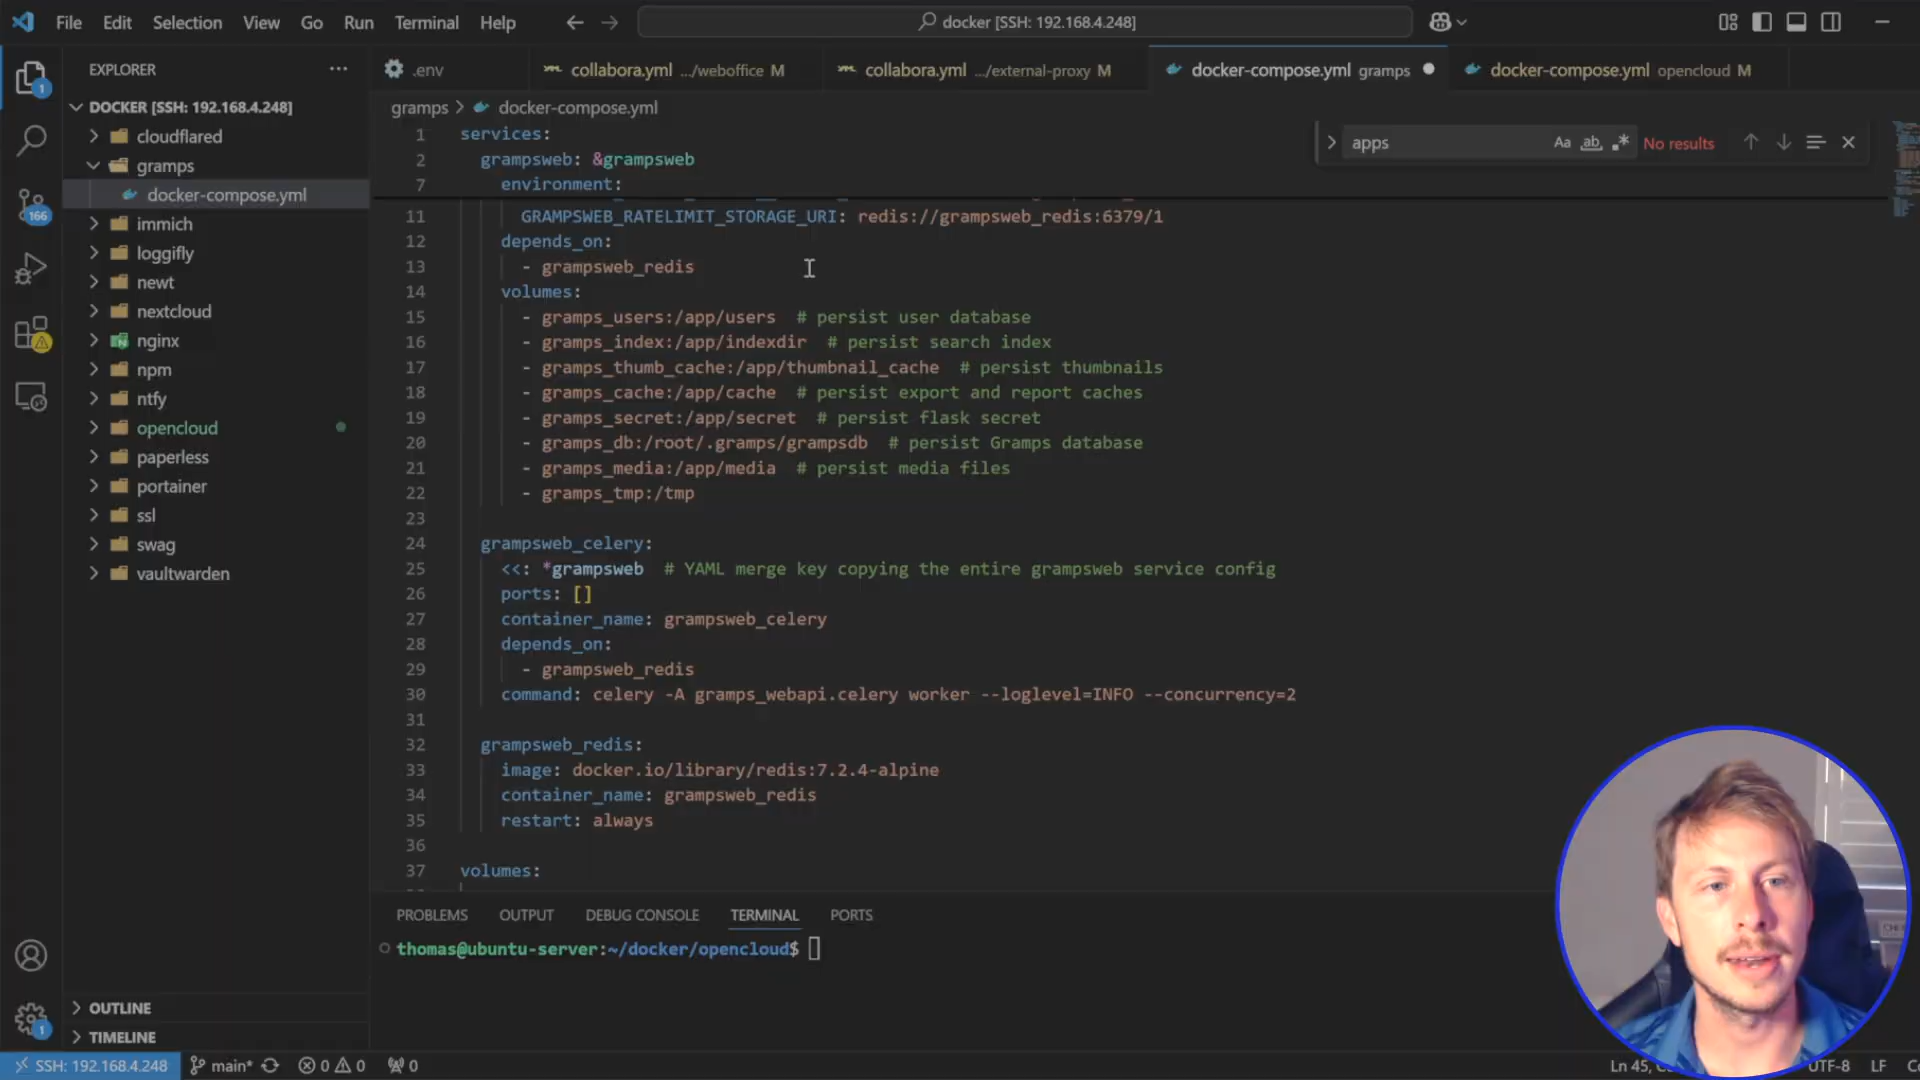 File Edit Selection View Go Run Terminal Help
docker [SSH: 192.168.4.248]
EXPLORER
.env
collabora.yml .../weboffice M
collabora.yml .../external-proxy M
docker-compose.yml gramps
docker-compose.yml opencloud M
DOCKER [SSH: 192.168.4.248]
cloudflared
gramps
docker-compose.yml
immich
loggifly
newt
nextcloud
nginx
npm
ntfy
opencloud
paperless
portainer
ssl
swag
vaultwarden
OUTLINE
TIMELINE
1
166
1
gramps > docker-compose.yml
apps
Aa ab .* No results
1 services:
2 grampsweb: &grampsweb
7 environment:
11 GRAMPSWEB_RATELIMIT_STORAGE_URI: redis://grampsweb_redis:6379/1
12 depends_on:
13 - grampsweb_redis
14 volumes:
15 - gramps_users:/app/users # persist user database
16 - gramps_index:/app/indexdir # persist search index
17 - gramps_thumb_cache:/app/thumbnail_cache # persist thumbnails
18 - gramps_cache:/app/cache # persist export and report caches
19 - gramps_secret:/app/secret # persist flask secret
20 - gramps_db:/root/.gramps/grampsdb # persist Gramps database
21 - gramps_media:/app/media # persist media files
22 - gramps_tmp:/tmp
23
24 grampsweb_celery:
25 <<: *grampsweb # YAML merge key copying the entire grampsweb service config
26 ports: []
27 container_name: grampsweb_celery
28 depends_on:
29 - grampsweb_redis
30 command: celery -A gramps_webapi.celery worker --loglevel=INFO --concurrency=2
31
32 grampsweb_redis:
33 image: docker.io/library/redis:7.2.4-alpine
34 container_name: grampsweb_redis
35 restart: always
36
37 volumes:
PROBLEMS OUTPUT DEBUG CONSOLE TERMINAL PORTS
thomas@ubuntu-server:~/docker/opencloud$
SSH: 192.168.4.248 main* 0 0 0
Ln 45, UTF-8 LF